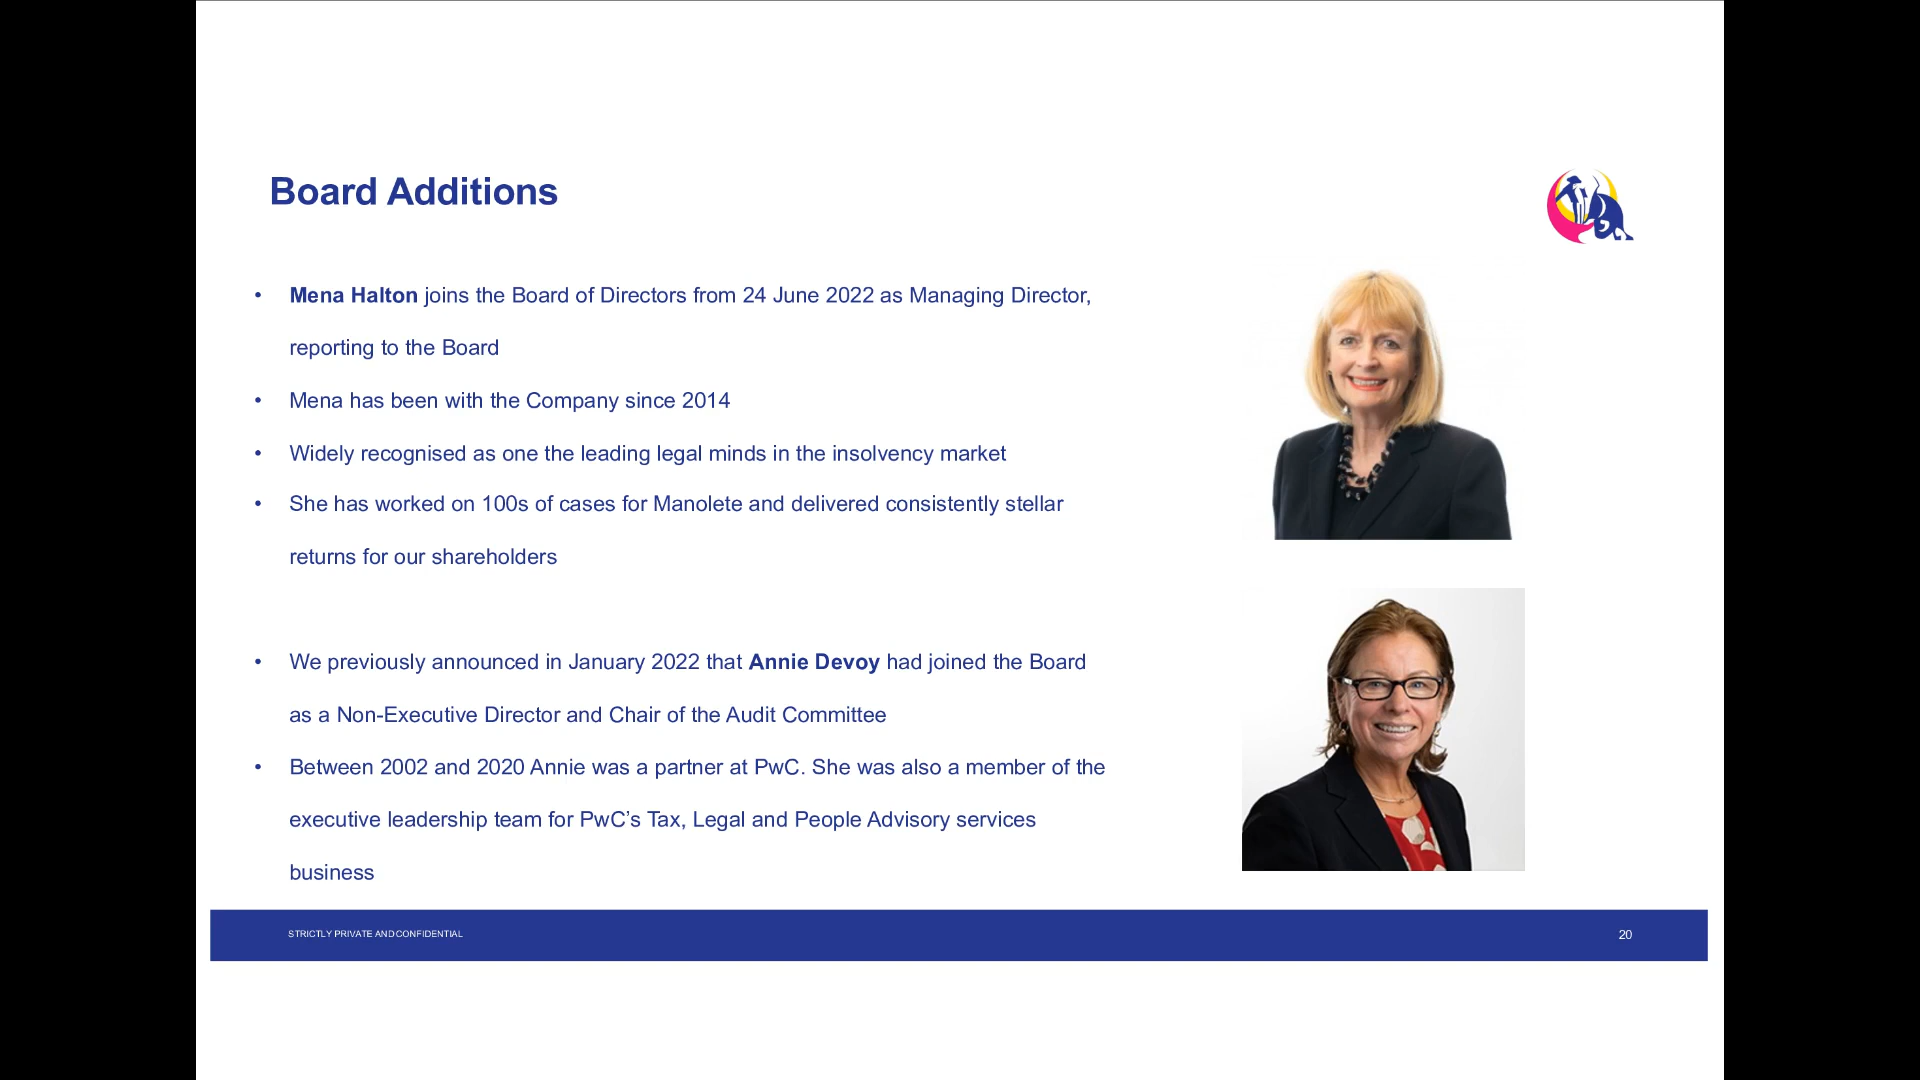 Board Additions
• Mena Halton joins the Board of Directors from 24 June 2022 as Managing Director,
reporting to the Board
• Mena has been with the Company since 2014
• Widely recognised as one the leading legal minds in the insolvency market
• She has worked on 100s of cases for Manolete and delivered consistently stellar
returns for our shareholders
• We previously announced in January 2022 that Annie Devoy had joined the Board
as a Non-Executive Director and Chair of the Audit Committee
• Between 2002 and 2020 Annie was a partner at PwC. She was also a member of the
executive leadership team for PwC’s Tax, Legal and People Advisory services
business
STRICTLY PRIVATE AND CONFIDENTIAL
20